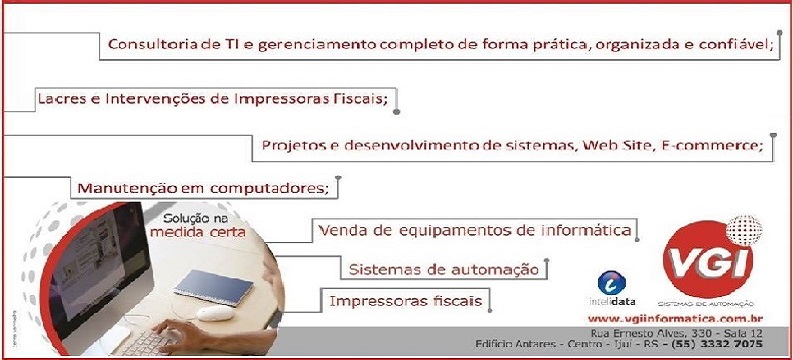 Consultoria de TI e gerenciamento completo de forma prática, organizada e confiável;
Lacres e Intervenções de Impressoras Fiscais;
Projetos e desenvolvimento de sistemas, Web Site, E-commerce;
Manutenção em computadores;
Solução na
medida certa
Venda de equipamentos de informática
Sistemas de automação
Impressoras fiscais
intelidata
VGI
SISTEMAS DE AUTOMAÇÃO
www.vgiinformatica.com.br
Rua Ernesto Alves, 330 - Sala 12
Edifício Antares - Centro - Ijuí - RS - (55) 3332 7075